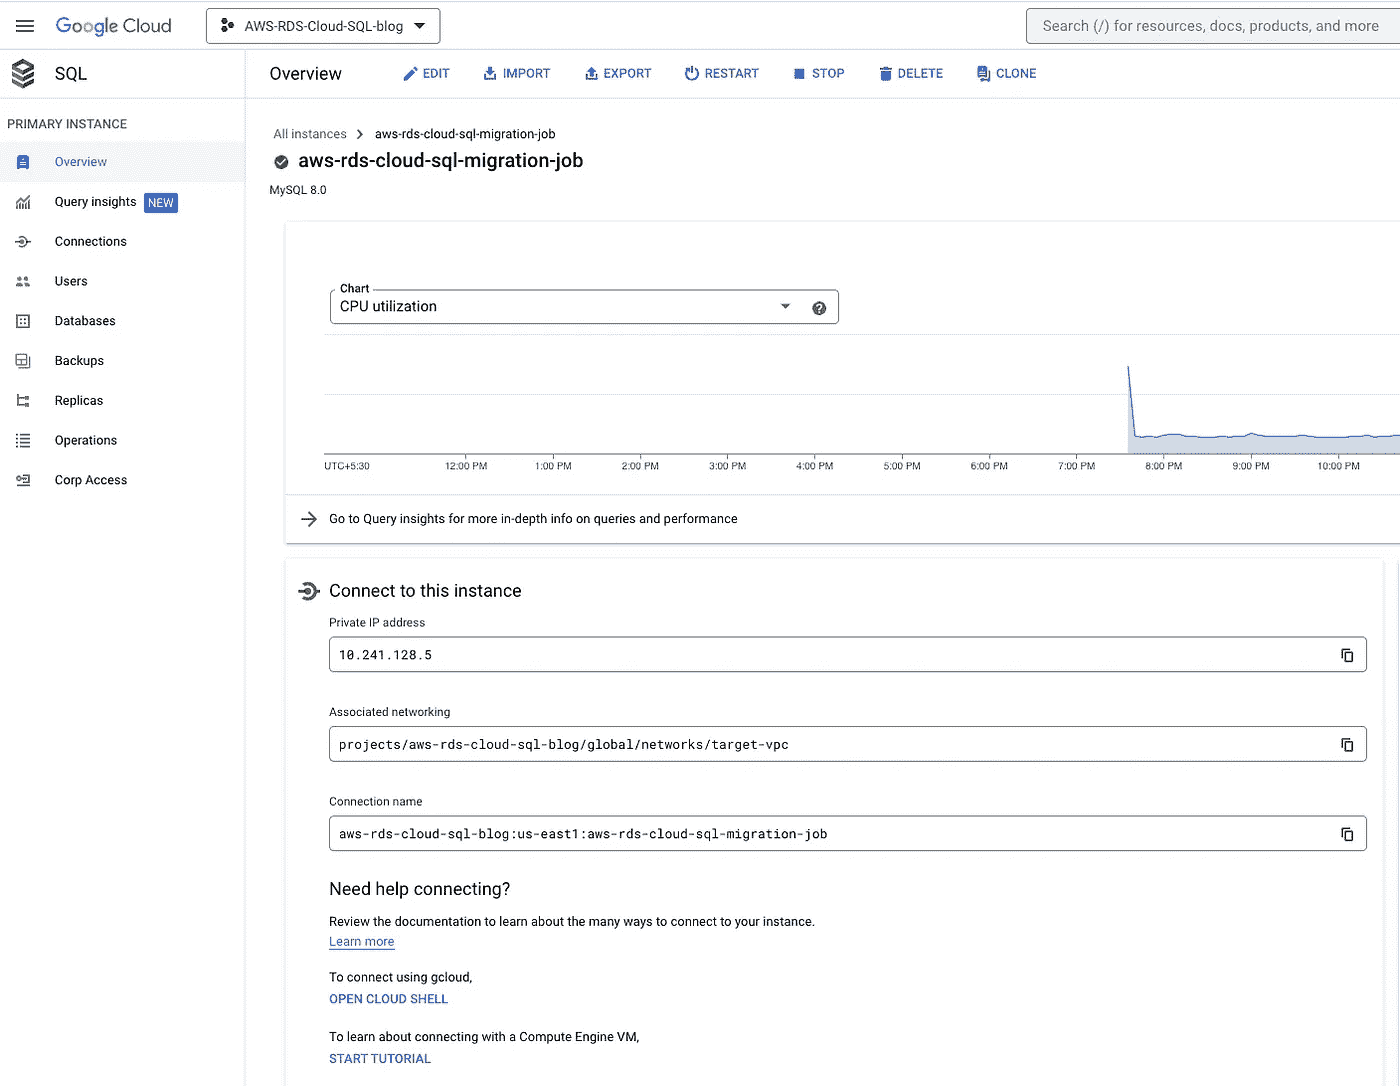 Google Cloud
AWS-RDS-Cloud-SQL-blog
Search (/) for resources, docs, products, and more
SQL
Overview
EDIT
IMPORT
EXPORT
RESTART
STOP
DELETE
CLONE
PRIMARY INSTANCE
Overview
Query insights NEW
Connections
Users
Databases
Backups
Replicas
Operations
Corp Access
All instances > aws-rds-cloud-sql-migration-job
aws-rds-cloud-sql-migration-job
MySQL 8.0
Chart
CPU utilization
UTC+5:30 12:00 PM 1:00 PM 2:00 PM 3:00 PM 4:00 PM 5:00 PM 6:00 PM 7:00 PM 8:00 PM 9:00 PM 10:00 PM
Go to Query insights for more in-depth info on queries and performance
Connect to this instance
Private IP address
10.241.128.5
Associated networking
projects/aws-rds-cloud-sql-blog/global/networks/target-vpc
Connection name
aws-rds-cloud-sql-blog:us-east1:aws-rds-cloud-sql-migration-job
Need help connecting?
Review the documentation to learn about the many ways to connect to your instance.
Learn more
To connect using gcloud,
OPEN CLOUD SHELL
To learn about connecting with a Compute Engine VM,
START TUTORIAL